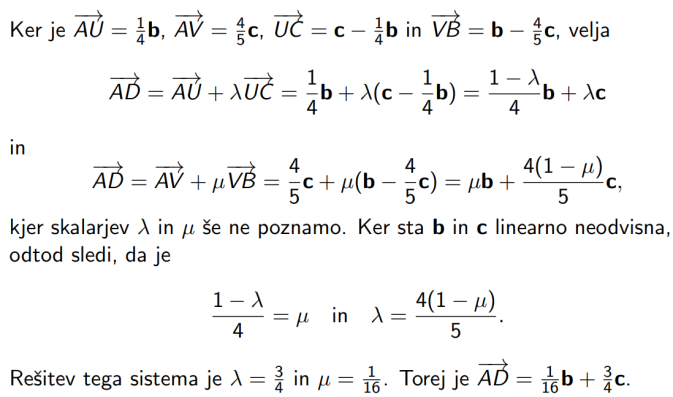 Ker je $\overrightarrow{AU} = \frac{1}{4}\mathbf{b}$, $\overrightarrow{AV} = \frac{4}{5}\mathbf{c}$, $\overrightarrow{UC} = \mathbf{c} - \frac{1}{4}\mathbf{b}$ in $\overrightarrow{VB} = \mathbf{b} - \frac{4}{5}\mathbf{c}$, velja
$\overrightarrow{AD} = \overrightarrow{AU} + \lambda\overrightarrow{UC} = \frac{1}{4}\mathbf{b} + \lambda(\mathbf{c} - \frac{1}{4}\mathbf{b}) = \frac{1-\lambda}{4}\mathbf{b} + \lambda\mathbf{c}$
in
$\overrightarrow{AD} = \overrightarrow{AV} + \mu\overrightarrow{VB} = \frac{4}{5}\mathbf{c} + \mu(\mathbf{b} - \frac{4}{5}\mathbf{c}) = \mu\mathbf{b} + \frac{4(1-\mu)}{5}\mathbf{c},$
kjer skalarjev $\lambda$ in $\mu$ še ne poznamo. Ker sta $\mathbf{b}$ in $\mathbf{c}$ linearno neodvisna,
odtod sledi, da je
$\frac{1-\lambda}{4} = \mu$ in $\lambda = \frac{4(1-\mu)}{5}.$
Rešitev tega sistema je $\lambda = \frac{3}{4}$ in $\mu = \frac{1}{16}$. Torej je $\overrightarrow{AD} = \frac{1}{16}\mathbf{b} + \frac{3}{4}\mathbf{c}$.